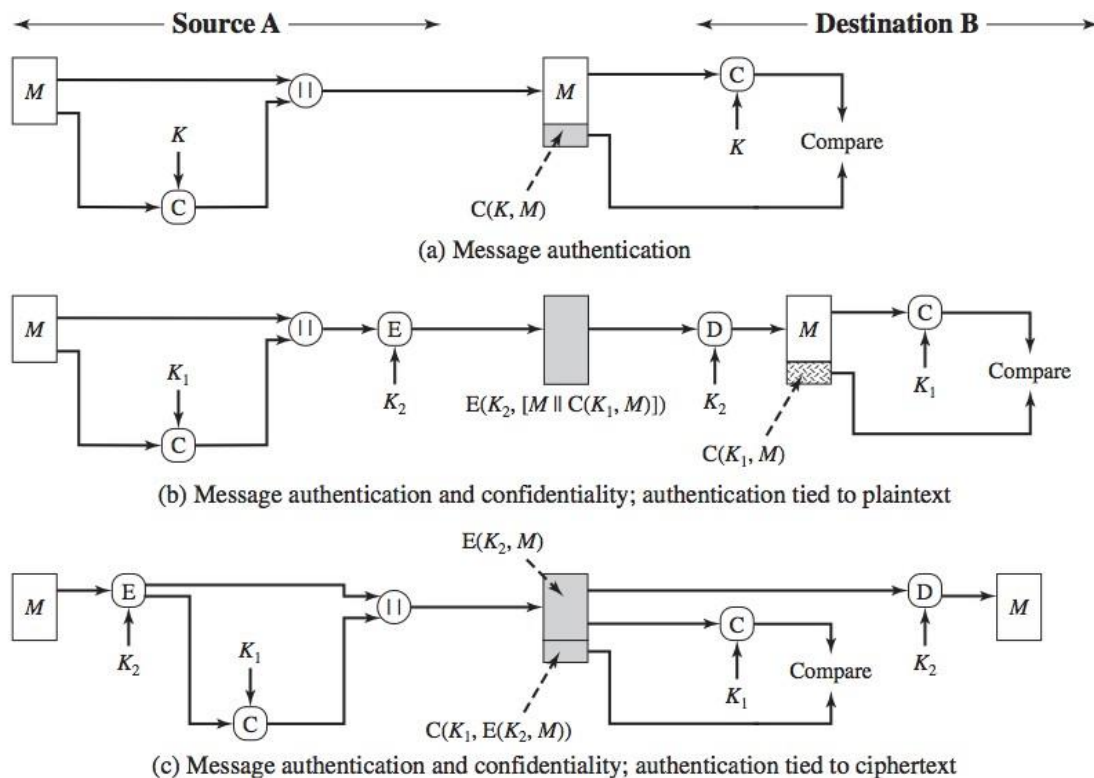 Source A
Destination B
M
K
C
||
M
C(K, M)
C
K
Compare
(a) Message authentication
M
K₁
C
||
E
K₂
E(K₂, [M || C(K₁, M)])
D
K₂
M
C(K₁, M)
C
K₁
Compare
(b) Message authentication and confidentiality; authentication tied to plaintext
M
E
K₂
K₁
C
||
E(K₂, M)
C(K₁, E(K₂, M))
C
K₁
Compare
D
K₂
M
(c) Message authentication and confidentiality; authentication tied to ciphertext